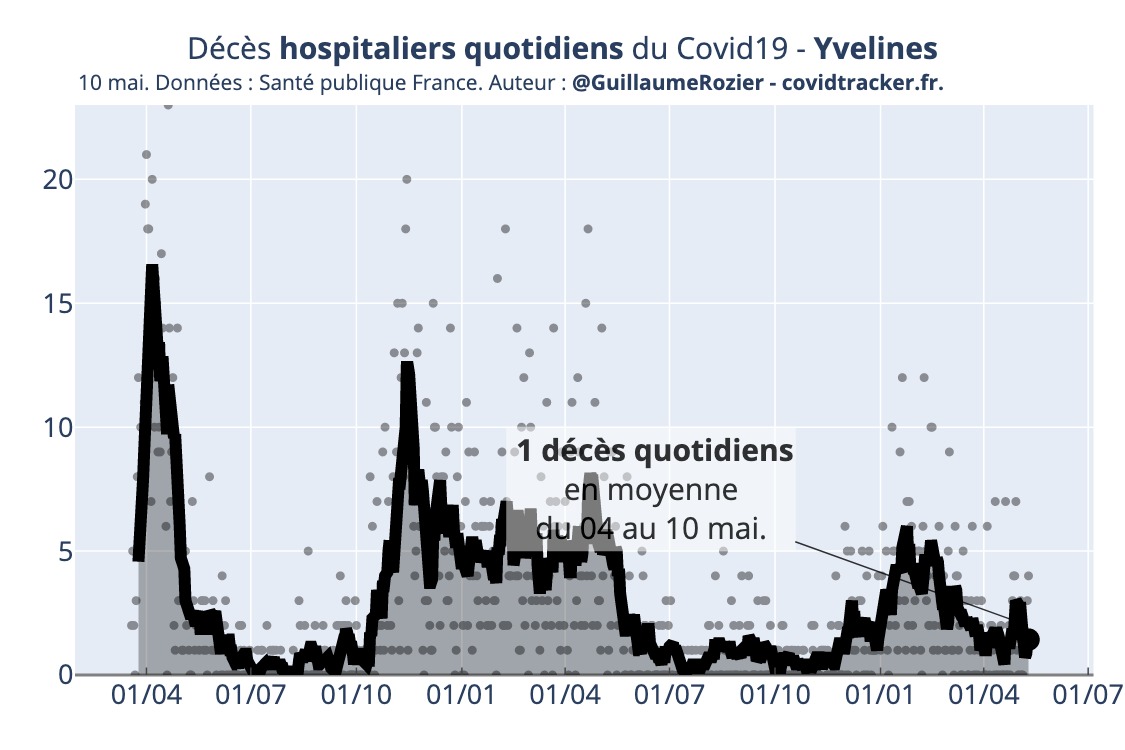 Décès hospitaliers quotidiens du Covid19 - Yvelines
10 mai. Données : Santé publique France. Auteur : @GuillaumeRozier - covidtracker.fr.
20
15
10
5
0
1 décès quotidiens
en moyenne
du 04 au 10 mai.
01/04 01/07 01/10 01/01 01/04 01/07 01/10 01/01 01/04 01/07